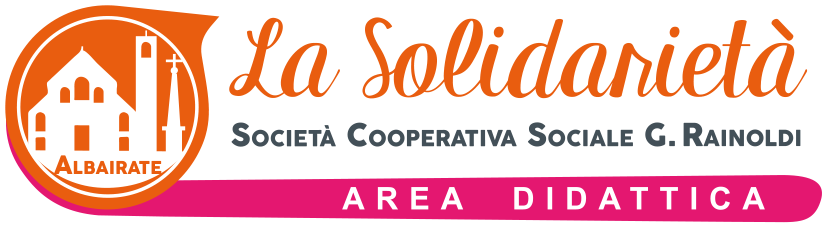 La Solidarietà
Società Cooperativa Sociale G. Rainoldi
Albairate
AREA DIDATTICA